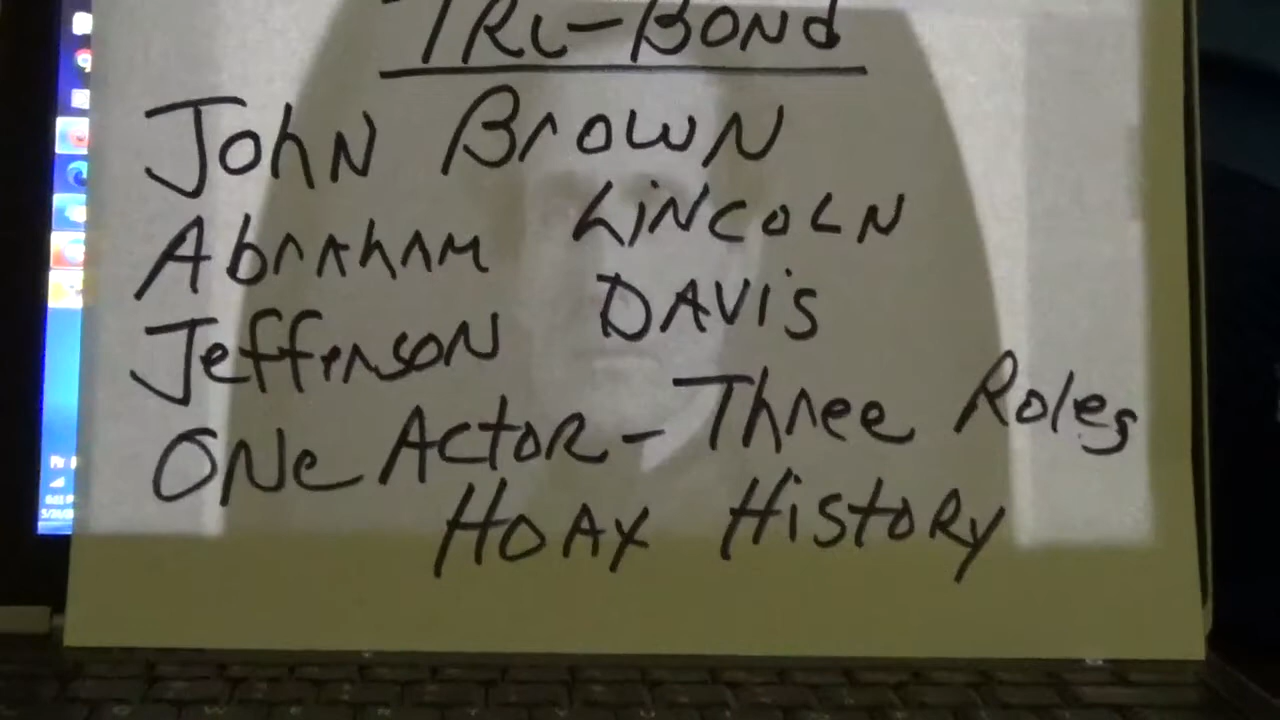 TRi-BONd
JohN BrowN
AbrAhAM LiNCOLN
JeffersoN DAViS
ONe ActoR - Three Roles
HOAX HiStoRy